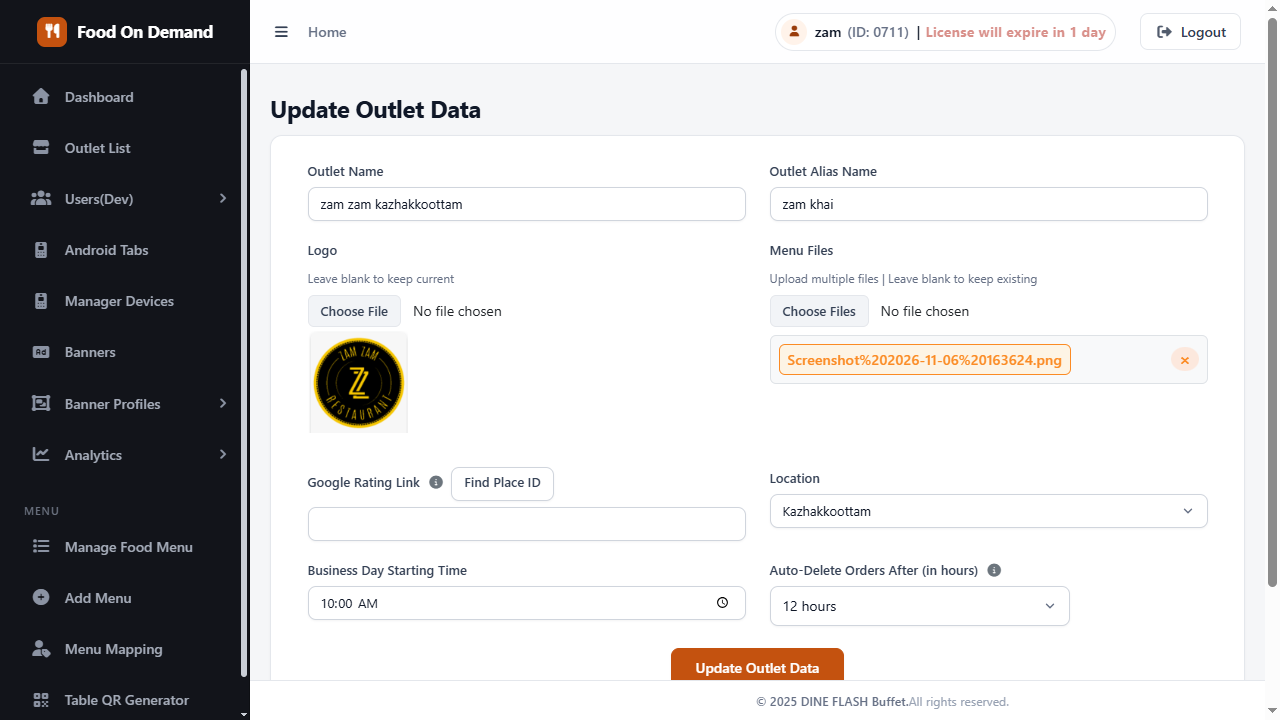 Food On Demand
Home
zam (ID: 0711) | License will expire in 1 day
Logout
Dashboard
Outlet List
Users(Dev)
Android Tabs
Manager Devices
Banners
Banner Profiles
Analytics
MENU
Manage Food Menu
Add Menu
Menu Mapping
Table QR Generator
Update Outlet Data
Outlet Name
zam zam kazhakkoottam
Outlet Alias Name
zam khai
Logo
Leave blank to keep current
Choose File No file chosen
ZAM ZAM
RESTAURANT
Menu Files
Upload multiple files | Leave blank to keep existing
Choose Files No file chosen
Screenshot%202026-11-06%20163624.png
Google Rating Link
Find Place ID
Location
Kazhakkoottam
Business Day Starting Time
10:00 AM
Auto-Delete Orders After (in hours)
12 hours
Update Outlet Data
© 2025 DINE FLASH Buffet.All rights reserved.